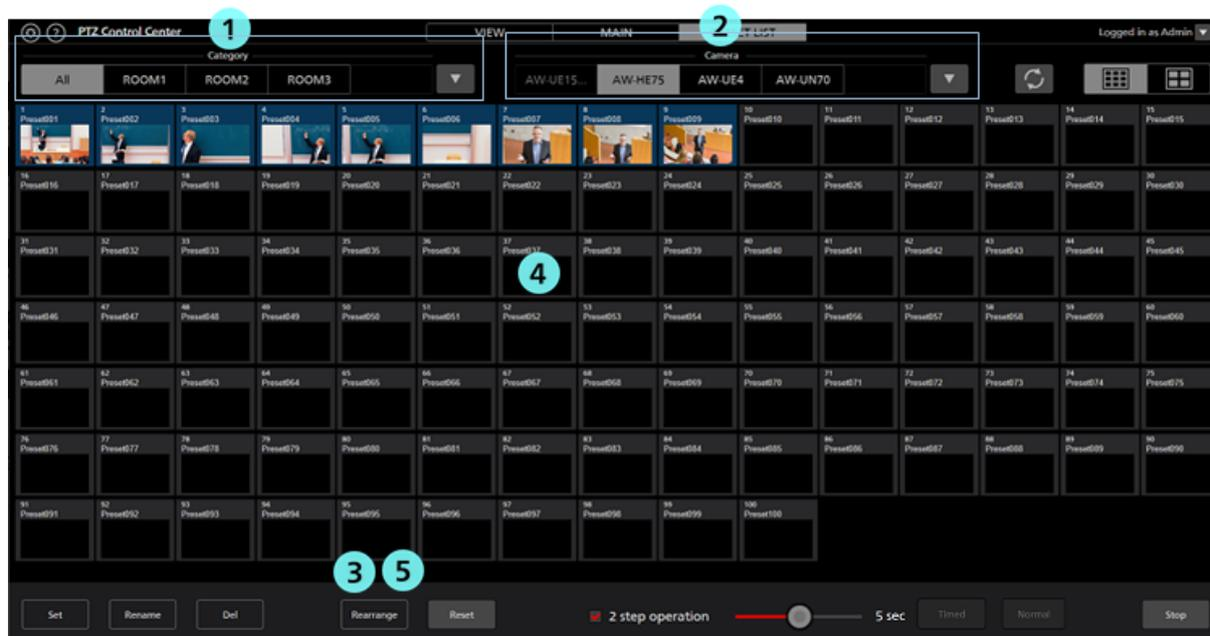 1 2
PTZ Control Center VIEW MAIN T LIST Logged in as Admin
Category Camera
All ROOM1 ROOM2 ROOM3 AW-UE15... AW-HE75 AW-UE4 AW-UN70
1 2 3 4 5 6 7 8 9 10 11 12 13 14 15
Preset001 Preset002 Preset003 Preset004 Preset005 Preset006 Preset007 Preset008 Preset009 Preset010 Preset011 Preset012 Preset013 Preset014 Preset015
16 17 18 19 20 21 22 23 24 25 26 27 28 29 30
Preset016 Preset017 Preset018 Preset019 Preset020 Preset021 Preset022 Preset023 Preset024 Preset025 Preset026 Preset027 Preset028 Preset029 Preset030
31 32 33 34 35 36 37 38 39 40 41 42 43 44 45
Preset031 Preset032 Preset033 Preset034 Preset035 Preset036 Preset037 Preset038 Preset039 Preset040 Preset041 Preset042 Preset043 Preset044 Preset045
4
46 47 48 49 50 51 52 53 54 55 56 57 58 59 60
Preset046 Preset047 Preset048 Preset049 Preset050 Preset051 Preset052 Preset053 Preset054 Preset055 Preset056 Preset057 Preset058 Preset059 Preset060
61 62 63 64 65 66 67 68 69 70 71 72 73 74 75
Preset061 Preset062 Preset063 Preset064 Preset065 Preset066 Preset067 Preset068 Preset069 Preset070 Preset071 Preset072 Preset073 Preset074 Preset075
76 77 78 79 80 81 82 83 84 85 86 87 88 89 90
Preset076 Preset077 Preset078 Preset079 Preset080 Preset081 Preset082 Preset083 Preset084 Preset085 Preset086 Preset087 Preset088 Preset089 Preset090
91 92 93 94 95 96 97 98 99 100
Preset091 Preset092 Preset093 Preset094 Preset095 Preset096 Preset097 Preset098 Preset099 Preset100
3 5
Set Rename Del Rearrange Reset 2 step operation 5 sec Timed Normal Stop